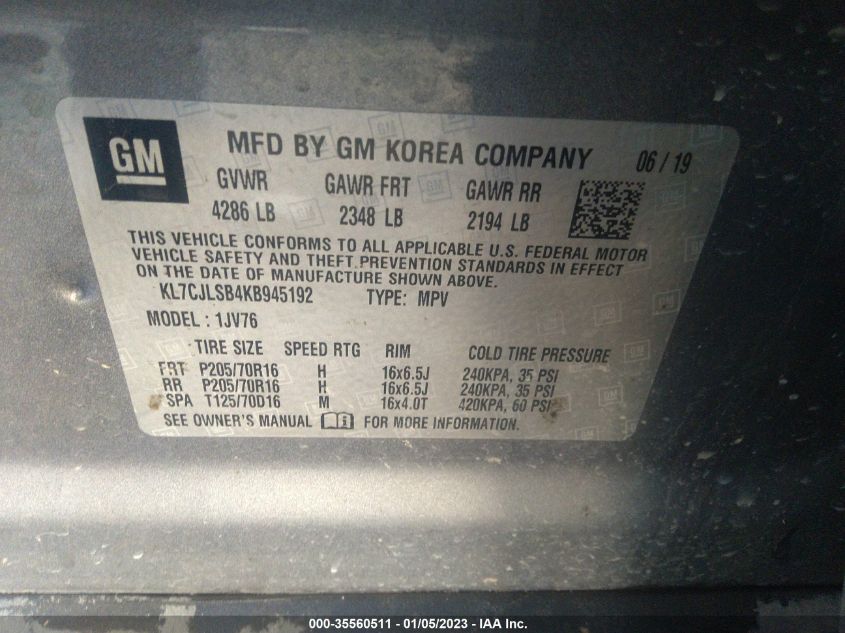 GM MFD BY GM KOREA COMPANY 06 / 19
GVWR GAWR FRT GAWR RR
4286 LB 2348 LB 2194 LB
THIS VEHICLE CONFORMS TO ALL APPLICABLE U.S. FEDERAL MOTOR
VEHICLE SAFETY AND THEFT PREVENTION STANDARDS IN EFFECT
ON THE DATE OF MANUFACTURE SHOWN ABOVE.
KL7CJLSB4KB945192 TYPE: MPV
MODEL : 1JV76
TIRE SIZE SPEED RTG RIM COLD TIRE PRESSURE
FRT P205/70R16 H 16x6.5J 240KPA, 35 PSI
RR P205/70R16 H 16x6.5J 240KPA, 35 PSI
SPA T125/70D16 M 16x4.0T 420KPA, 60 PSI
SEE OWNER'S MANUAL FOR MORE INFORMATION.
000-35560511 - 01/05/2023 - IAA Inc.